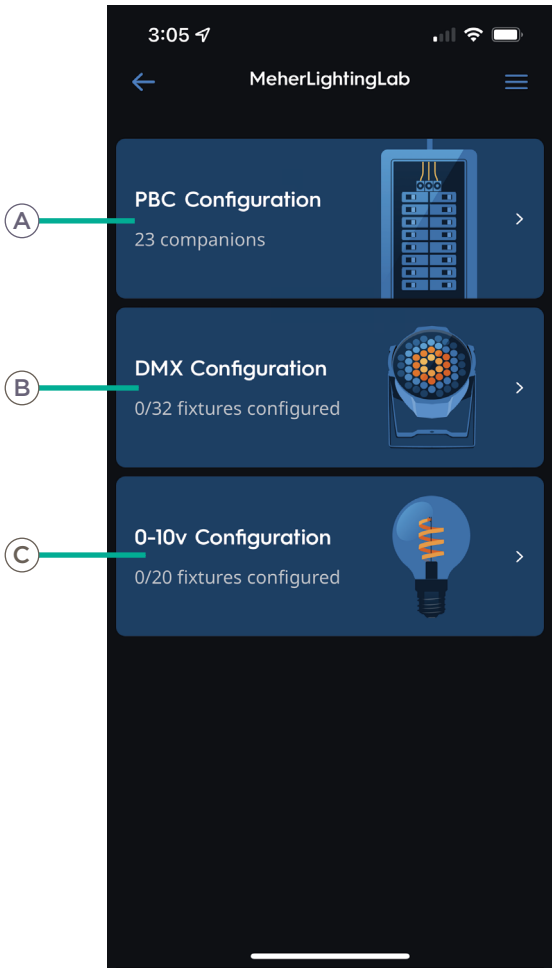 3:05
MeherLightingLab
A
PBC Configuration
23 companions
B
DMX Configuration
0/32 fixtures configured
C
0-10v Configuration
0/20 fixtures configured